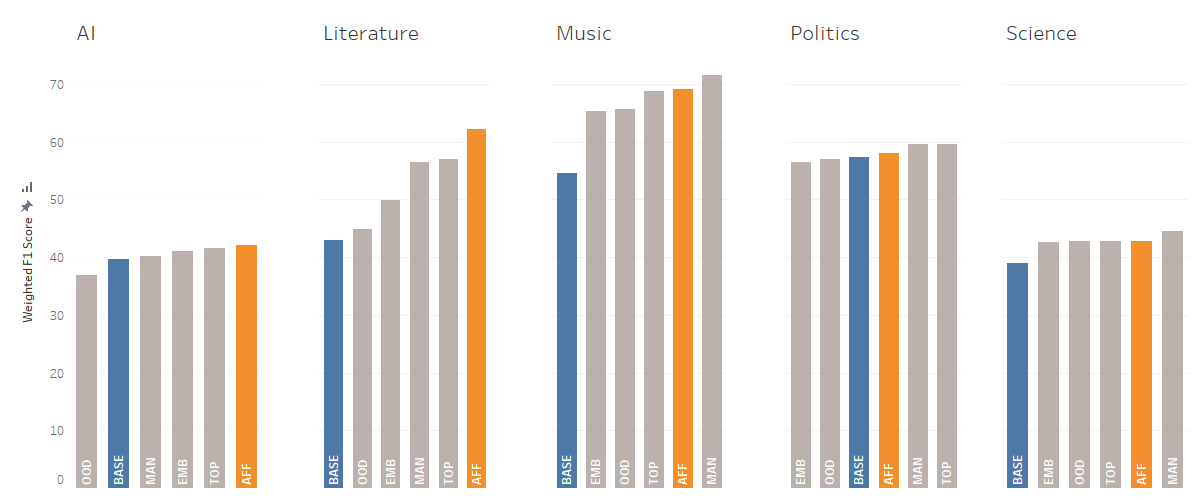 AI
Literature
Music
Politics
Science
Weighted F1 Score
70
60
50
40
30
20
10
0
OOD BASE MAN EMB TOP AFF
BASE OOD EMB MAN TOP AFF
BASE EMB OOD TOP AFF MAN
EMB OOD BASE AFF MAN TOP
BASE EMB OOD TOP AFF MAN